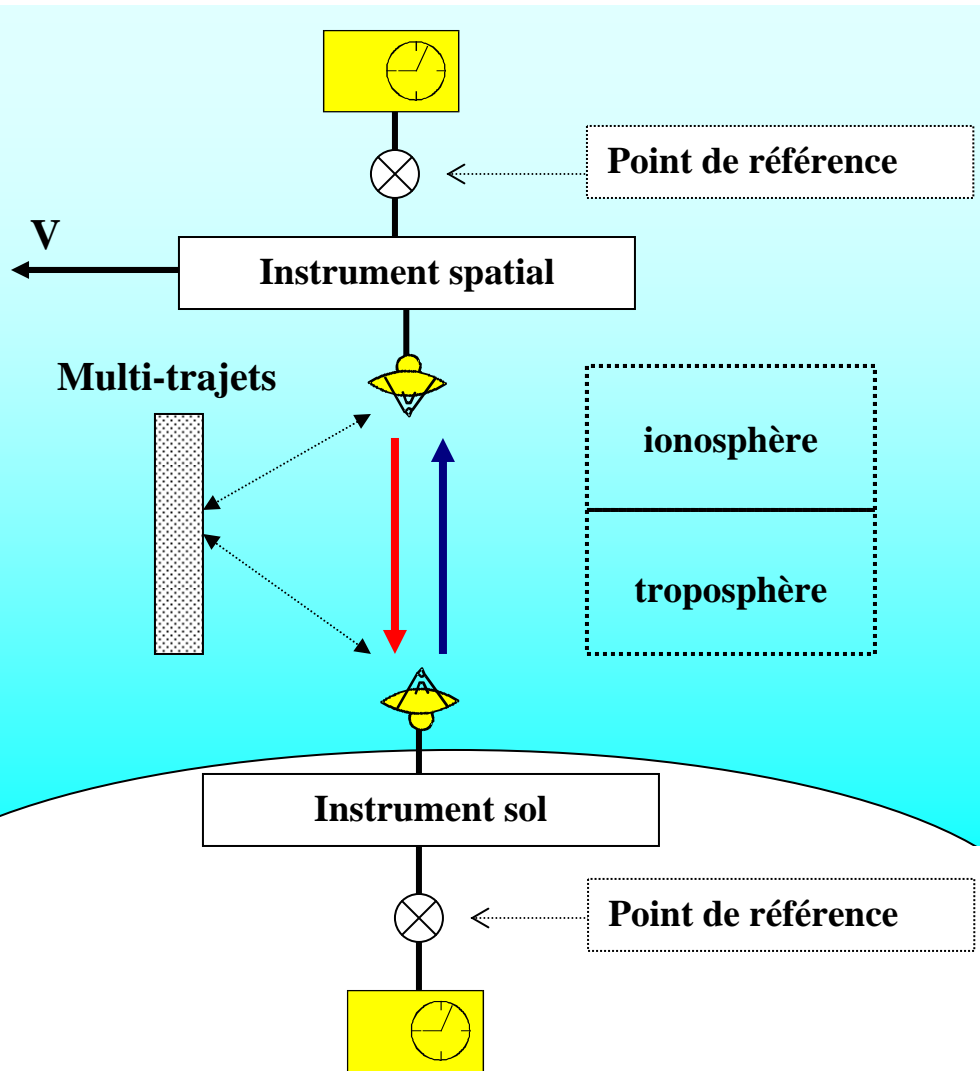 Point de référence
V
Instrument spatial
Multi-trajets
ionosphère
troposphère
Instrument sol
Point de référence